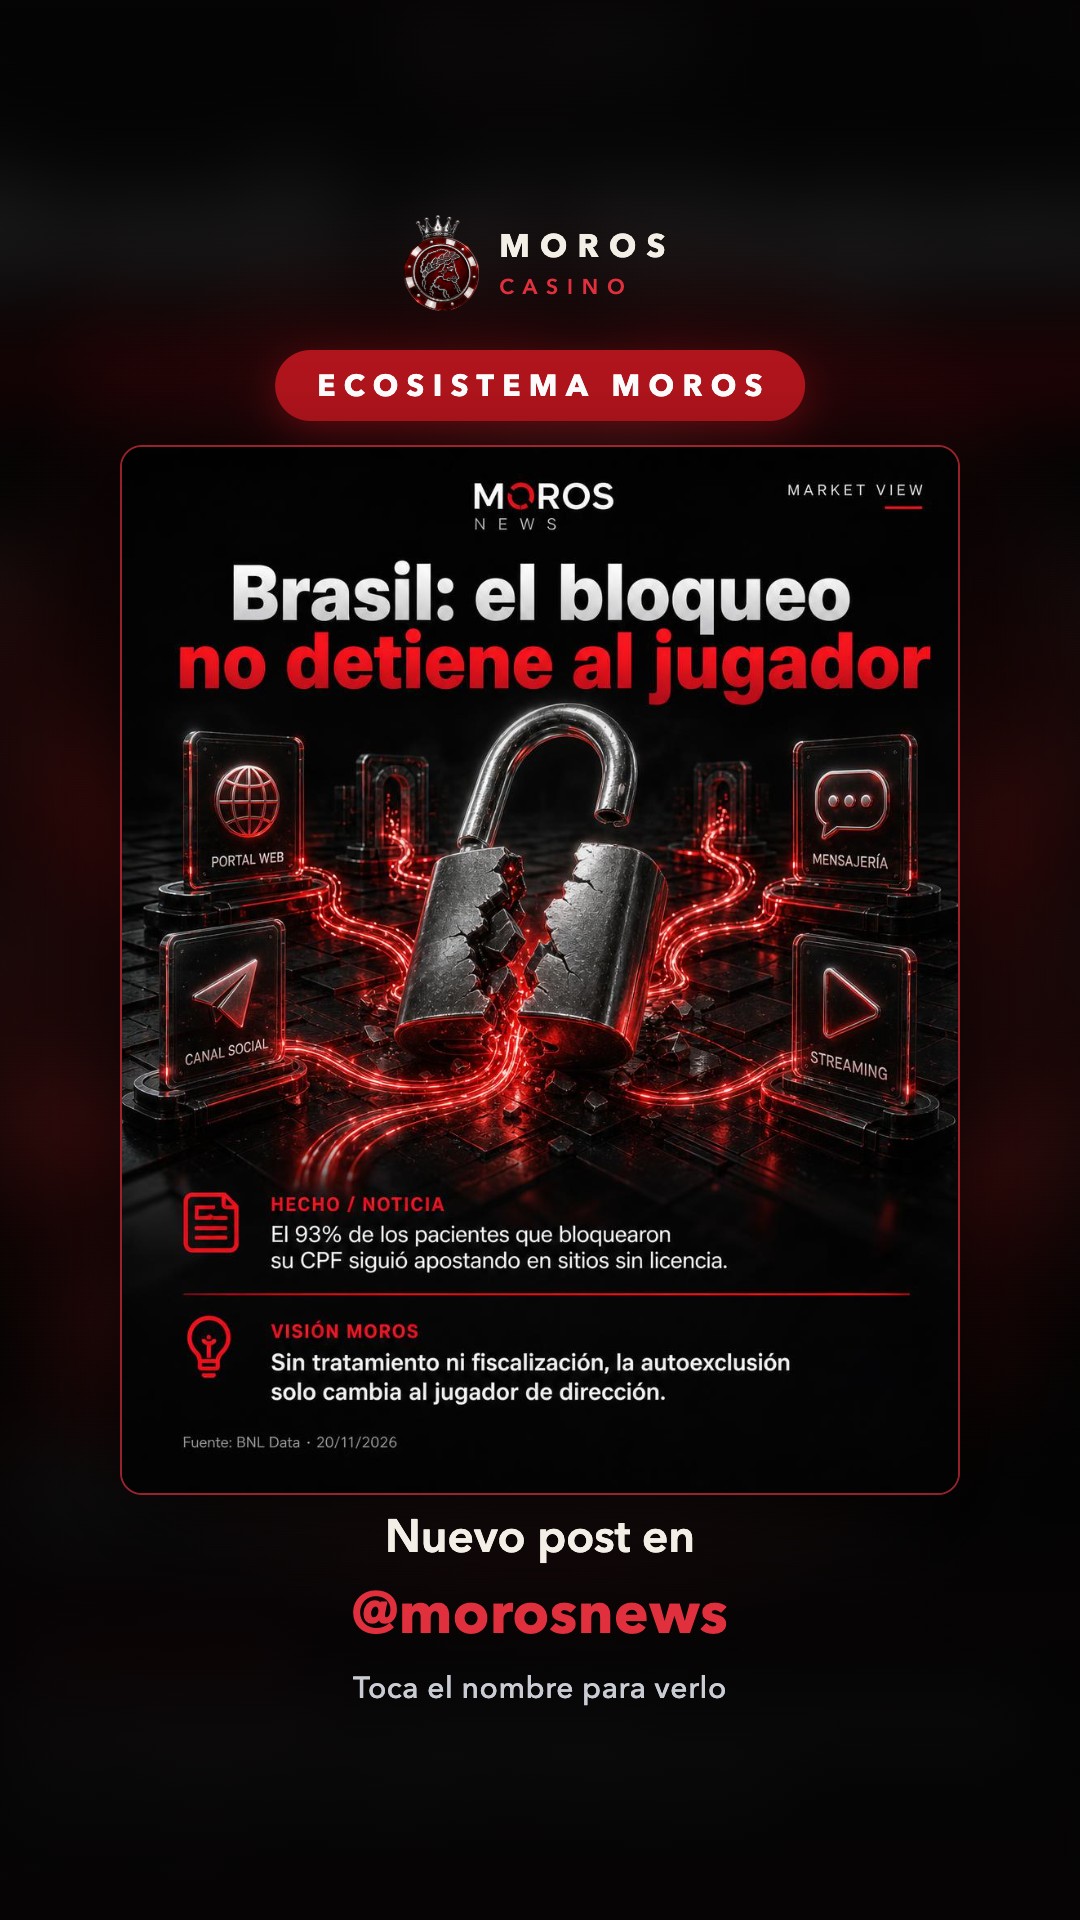 MOROS
CASINO
ECOSISTEMA MOROS
MOROS
NEWS
MARKET VIEW
Brasil: el bloqueo
no detiene al jugador
PORTAL WEB
MENSAJERÍA
CANAL SOCIAL
STREAMING
HECHO / NOTICIA
El 93% de los pacientes que bloquearon
su CPF siguió apostando en sitios sin licencia.
VISIÓN MOROS
Sin tratamiento ni fiscalización, la autoexclusión
solo cambia al jugador de dirección.
Fuente: BNL Data · 20/11/2026
Nuevo post en
@morosnews
Toca el nombre para verlo